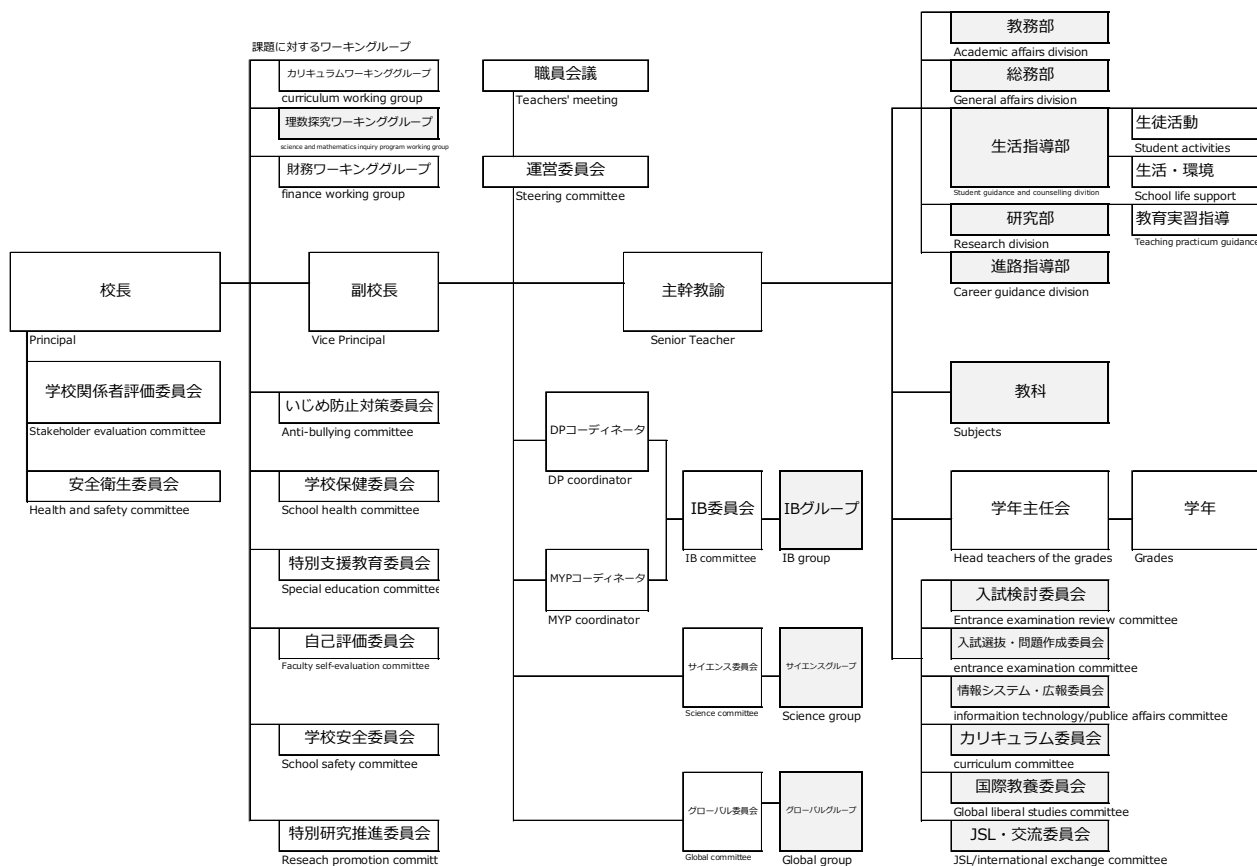 課題に対するワーキングループ
カリキュラムワーキンググループ
curriculum working group
理数探究ワーキンググループ
science and mathematics inquiry program working group
財務ワーキンググループ
finance working group
職員会議
Teachers' meeting
運営委員会
Steering committee
教務部
Academic affairs division
総務部
General affairs division
生活指導部
Student guidance and counselling divition
生徒活動
Student activities
生活・環境
School life support
研究部
Research division
教育実習指導
Teaching practicum guidance
進路指導部
Career guidance division
校長
Principal
副校長
Vice Principal
主幹教諭
Senior Teacher
学校関係者評価委員会
Stakeholder evaluation committee
安全衛生委員会
Health and safety committee
いじめ防止対策委員会
Anti-bullying committee
学校保健委員会
School health committee
特別支援教育委員会
Special education committee
自己評価委員会
Faculty self-evaluation committee
学校安全委員会
School safety committee
特別研究推進委員会
Reseach promotion committ
DPコーディネータ
DP coordinator
MYPコーディネータ
MYP coordinator
IB委員会
IB committee
IBグループ
IB group
サイエンス委員会
Science committee
サイエンスグループ
Science group
グローバル委員会
Global committee
グローバルグループ
Global group
教科
Subjects
学年主任会
Head teachers of the grades
学年
Grades
入試検討委員会
Entrance examination review committee
入試選抜・問題作成委員会
entrance examination committee
情報システム・広報委員会
informaition technology/publice affairs committee
カリキュラム委員会
curriculum committee
国際教養委員会
Global liberal studies committee
JSL・交流委員会
JSL/international exchange committee